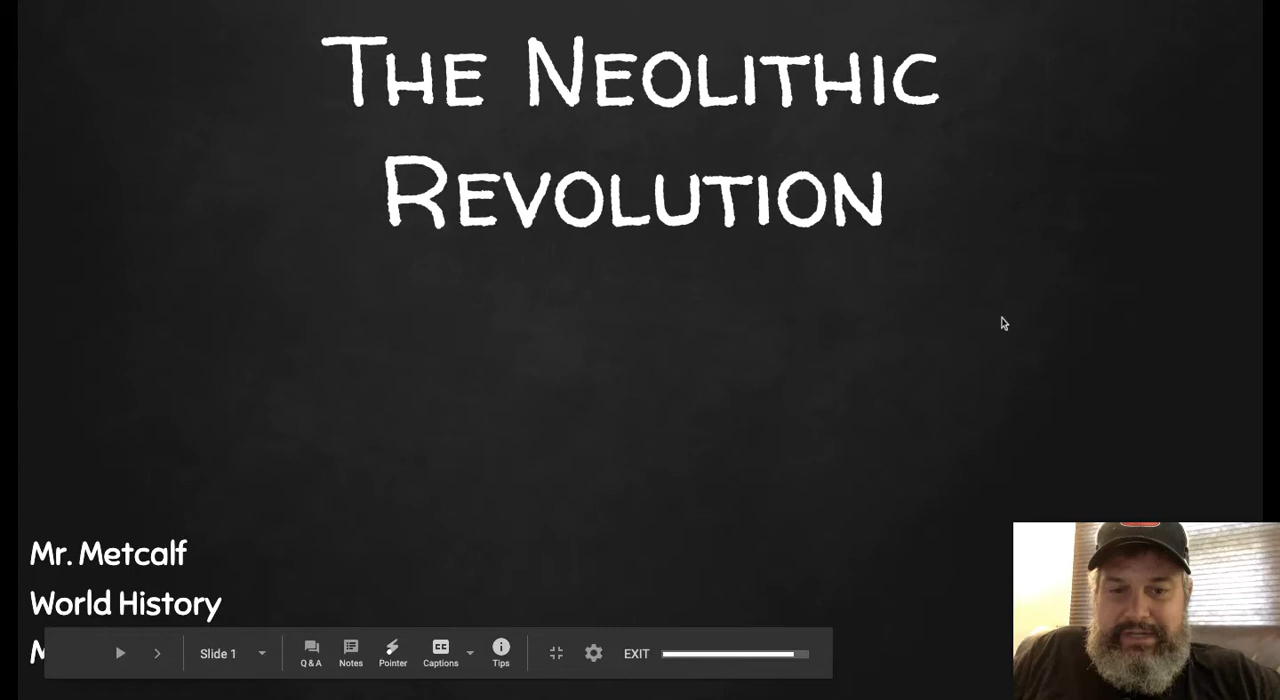 The Neolithic
Revolution
Mr. Metcalf
World History
Slide 1
Q & A
Notes
Pointer
Captions
Tips
EXIT